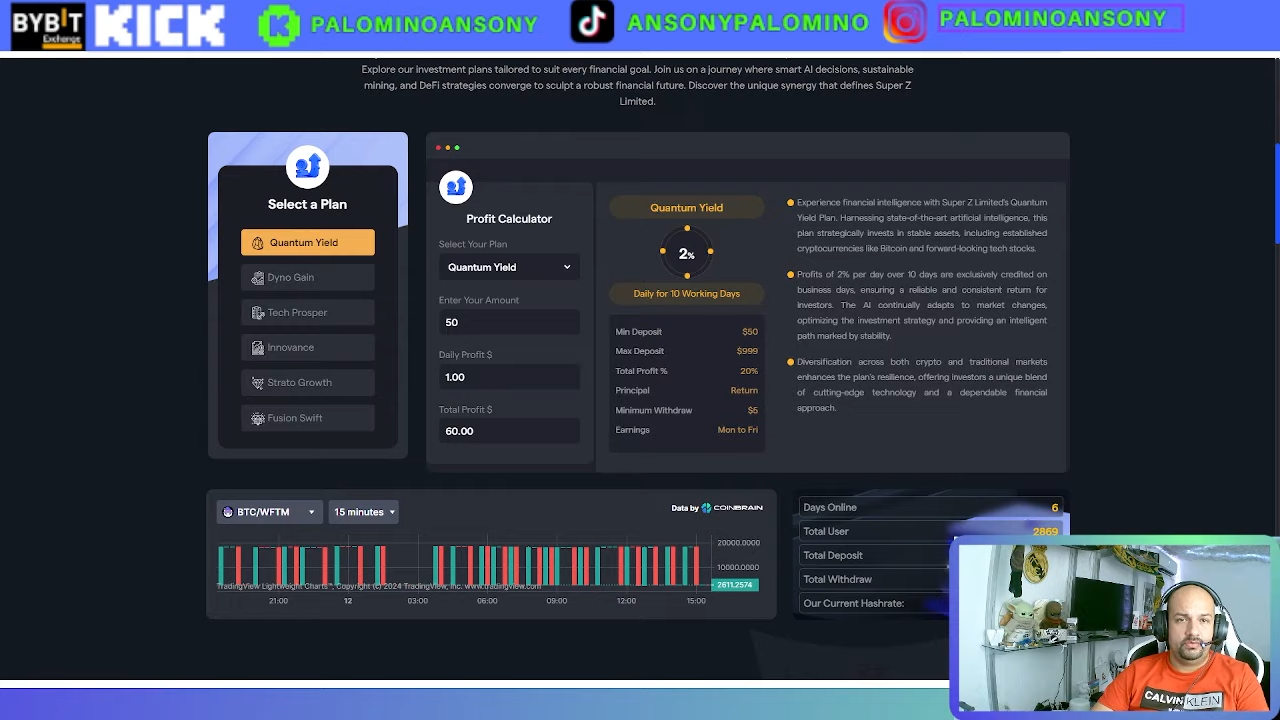 BYBIT
Exchange
KICK
PALOMINOANSONY
ANSONYPALOMINO
PALOMINOANSONY
Explore our investment plans tailored to suit every financial goal. Join us on a journey where smart AI decisions, sustainable
mining, and DeFi strategies converge to sculpt a robust financial future. Discover the unique synergy that defines Super Z
Limited.
Select a Plan
Quantum Yield
Dyno Gain
Tech Prosper
Innovance
Strato Growth
Fusion Swift
Profit Calculator
Select Your Plan
Quantum Yield
Enter Your Amount
50
Daily Profit $
1.00
Total Profit $
60.00
Quantum Yield
2%
Daily for 10 Working Days
Min Deposit $50
Max Deposit $999
Total Profit % 20%
Principal Return
Minimum Withdraw $5
Earnings Mon to Fri
Experience financial intelligence with Super Z Limited's Quantum
Yield Plan. Harnessing state-of-the-art artificial intelligence, this
plan strategically invests in stable assets, including established
cryptocurrencies like Bitcoin and forward-looking tech stocks.
Profits of 2% per day over 10 days are exclusively credited on
business days, ensuring a reliable and consistent return for
investors. The AI continually adapts to market changes,
optimizing the investment strategy and providing an intelligent
path marked by stability.
Diversification across both crypto and traditional markets
enhances the plan's resilience, offering investors a unique blend
of cutting-edge technology and a dependable financial
approach.
BTC/WFTM
15 minutes
Data by COINBRAIN
20000.0000
10000.0000
2611.2574
TradingView Lightweight Charts™, Copyright (c) 2024 TradingView, Inc. www.tradingview.com
21:00 12 03:00 06:00 09:00 12:00 15:00
Days Online 6
Total User 2869
Total Deposit
Total Withdraw
Our Current Hashrate:
CALVIN KLEIN